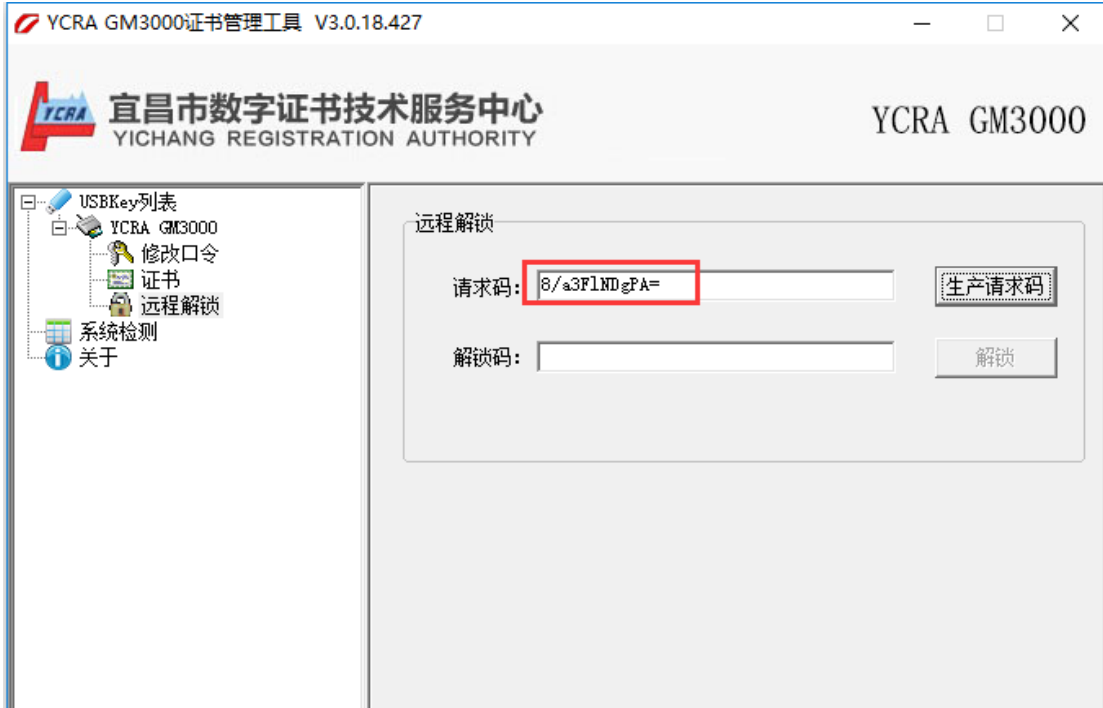 YCRA GM3000证书管理工具 V3.0.18.427
YCRA
宜昌市数字证书技术服务中心
YICHANG REGISTRATION AUTHORITY
YCRA GM3000
USBKey列表
YCRA GM3000
修改口令
证书
远程解锁
系统检测
关于
远程解锁
请求码: 8/a3FlNDgPA= 生产请求码
解锁码: 解锁